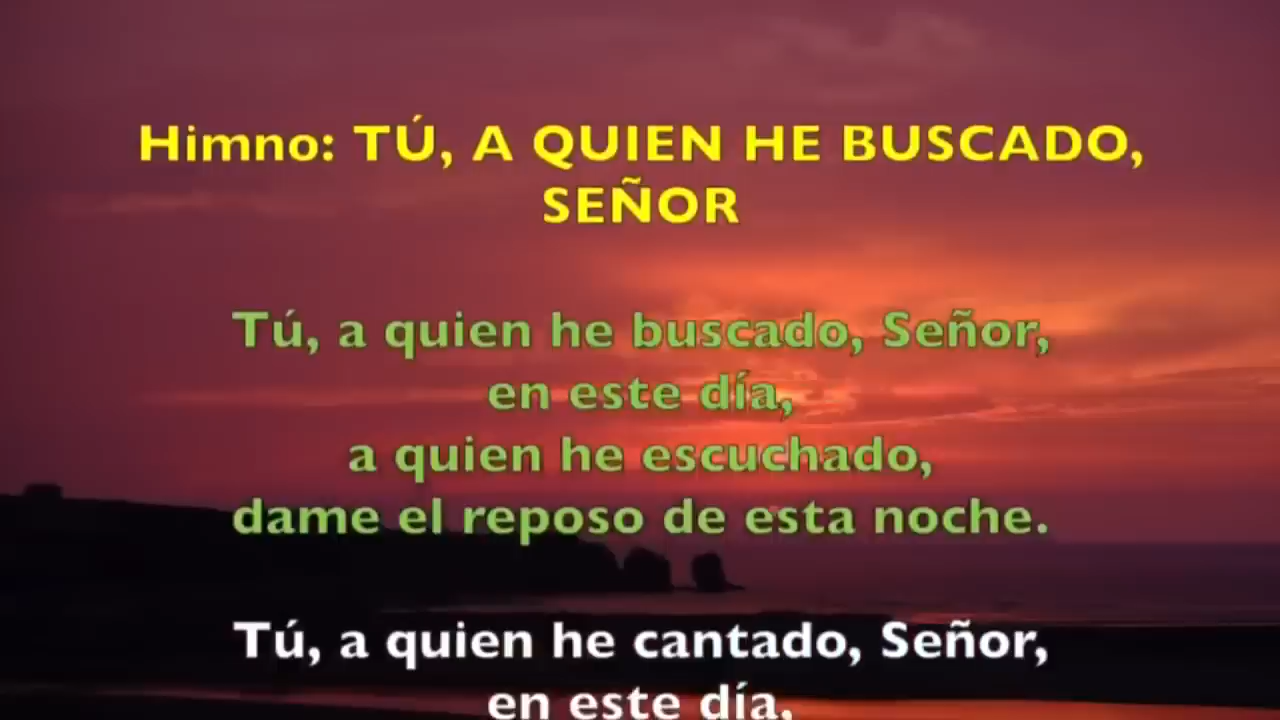 Himno: TÚ, A QUIEN HE BUSCADO,
SEÑOR
Tú, a quien he buscado, Señor,
en este día,
a quien he escuchado,
dame el reposo de esta noche.
Tú, a quien he cantado, Señor,
en este día,